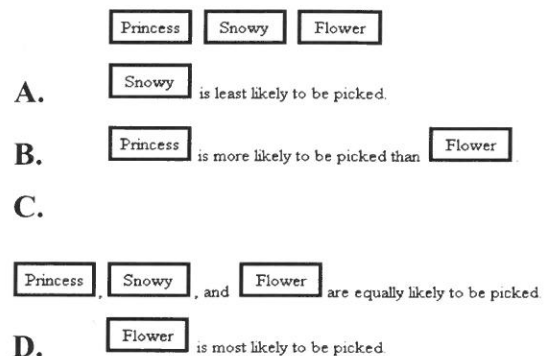 Princess Snowy Flower
A. Snowy is least likely to be picked.
B. Princess is more likely to be picked than Flower.
C.
Princess, Snowy, and Flower are equally likely to be picked.
D. Flower is most likely to be picked.